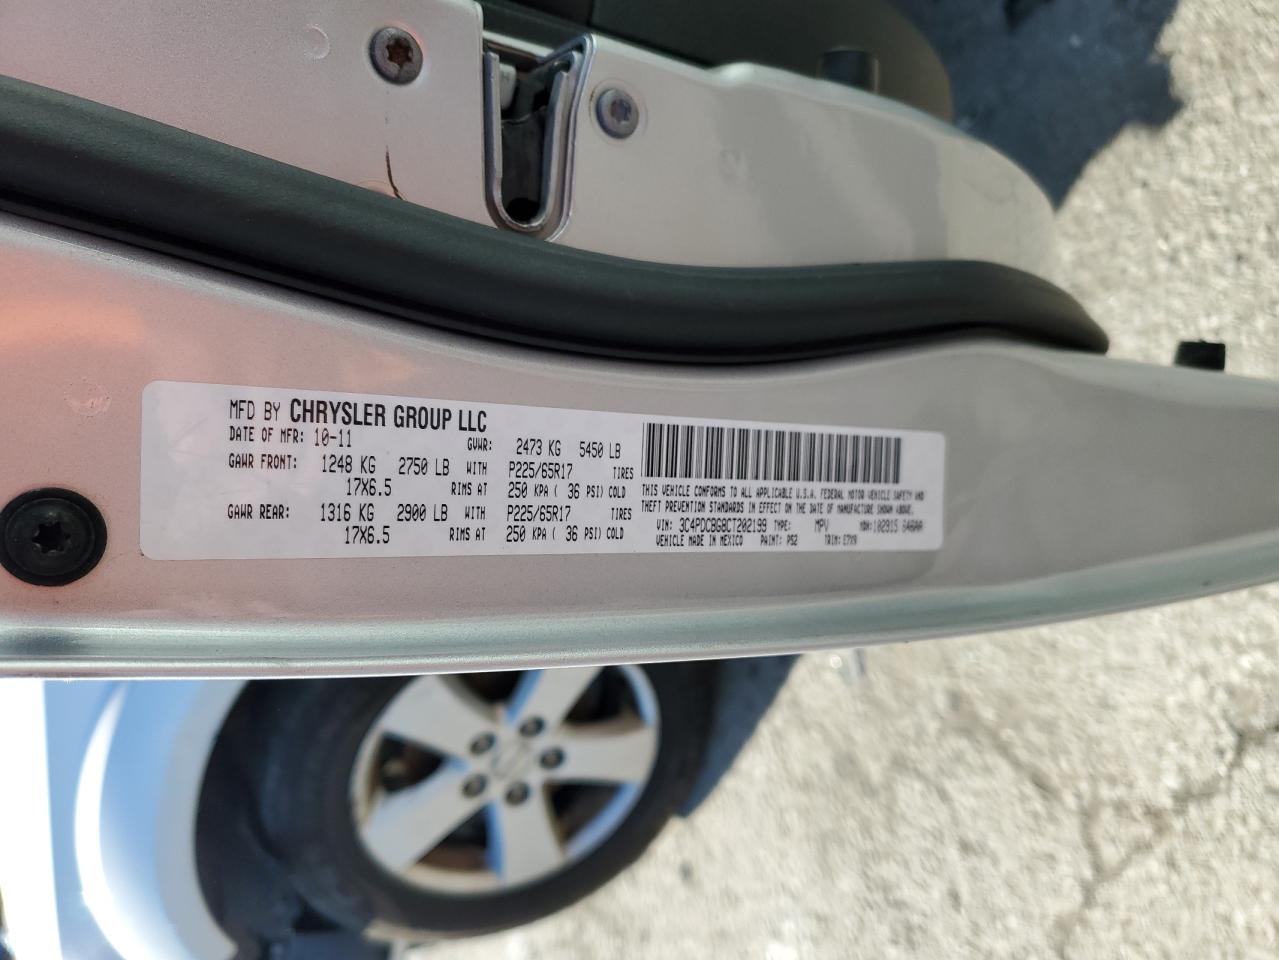 MFD BY CHRYSLER GROUP LLC
DATE OF MFR: 10-11 GVWR: 2473 KG 5450 LB
GAWR FRONT: 1248 KG 2750 LB WITH P225/65R17 TIRES
17X6.5 RIMS AT 250 KPA ( 36 PSI) COLD
GAWR REAR: 1316 KG 2900 LB WITH P225/65R17 TIRES
17X6.5 RIMS AT 250 KPA ( 36 PSI) COLD
THIS VEHICLE CONFORMS TO ALL APPLICABLE U.S.A. FEDERAL MOTOR VEHICLE SAFETY AND
THEFT PREVENTION STANDARDS IN EFFECT ON THE DATE OF MANUFACTURE SHOWN ABOVE.
VIN: 3C4PDCBG8CT202199 TYPE: MPV MDH:102915
VEHICLE MADE IN MEXICO PAINT: PS2 TRIM: E7X9